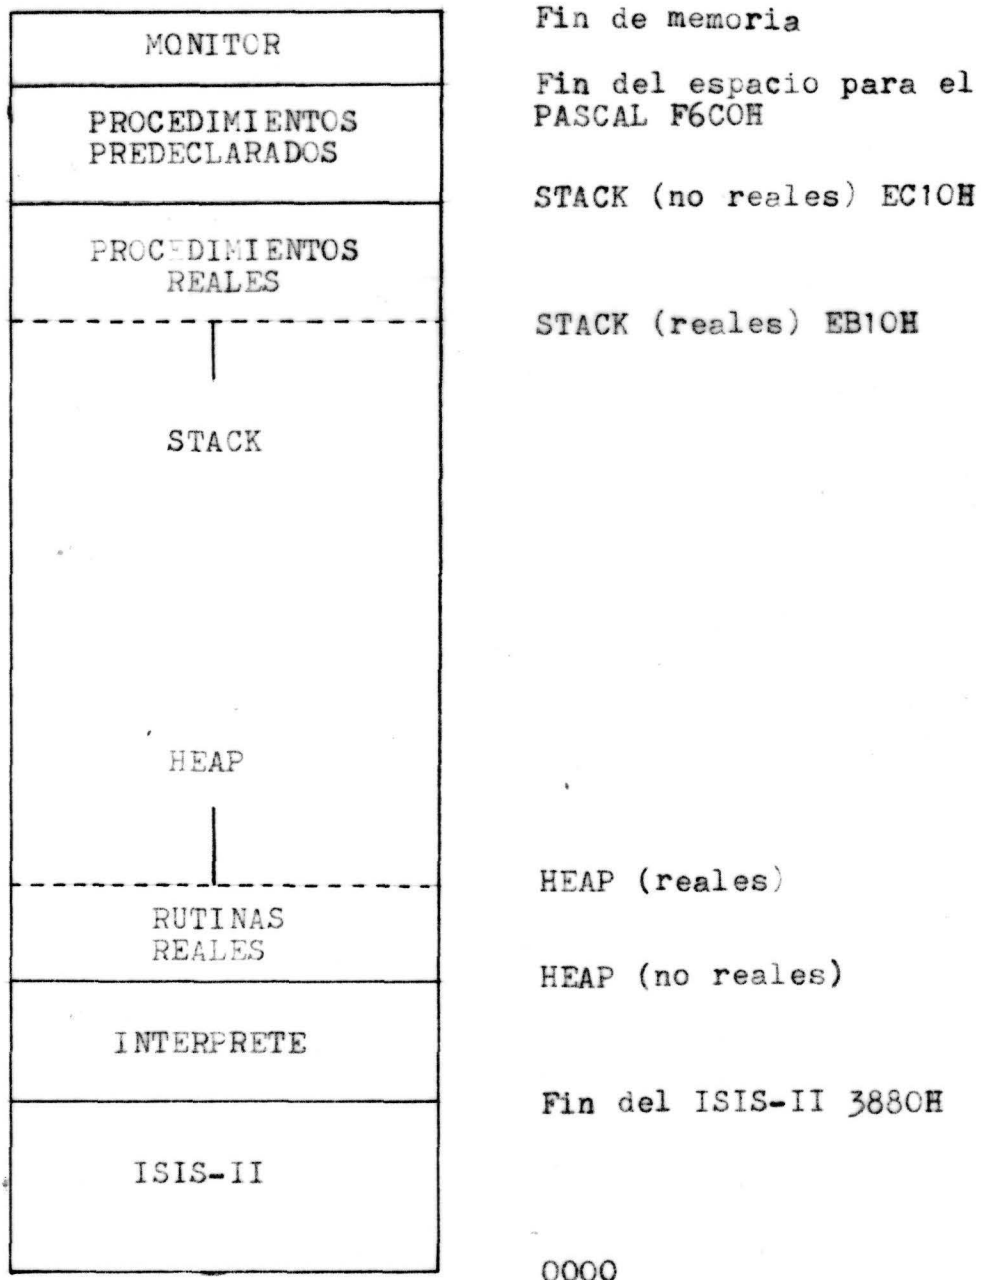 MONITOR
Fin de memoria
Fin del espacio para el
PASCAL F6C0H
PROCEDIMIENTOS
PREDECLARADOS
STACK (no reales) EC10H
PROCEDIMIENTOS
REALES
STACK (reales) EB10H
STACK
HEAP
HEAP (reales)
RUTINAS
REALES
HEAP (no reales)
INTERPRETE
Fin del ISIS-II 3880H
ISIS-II
0000